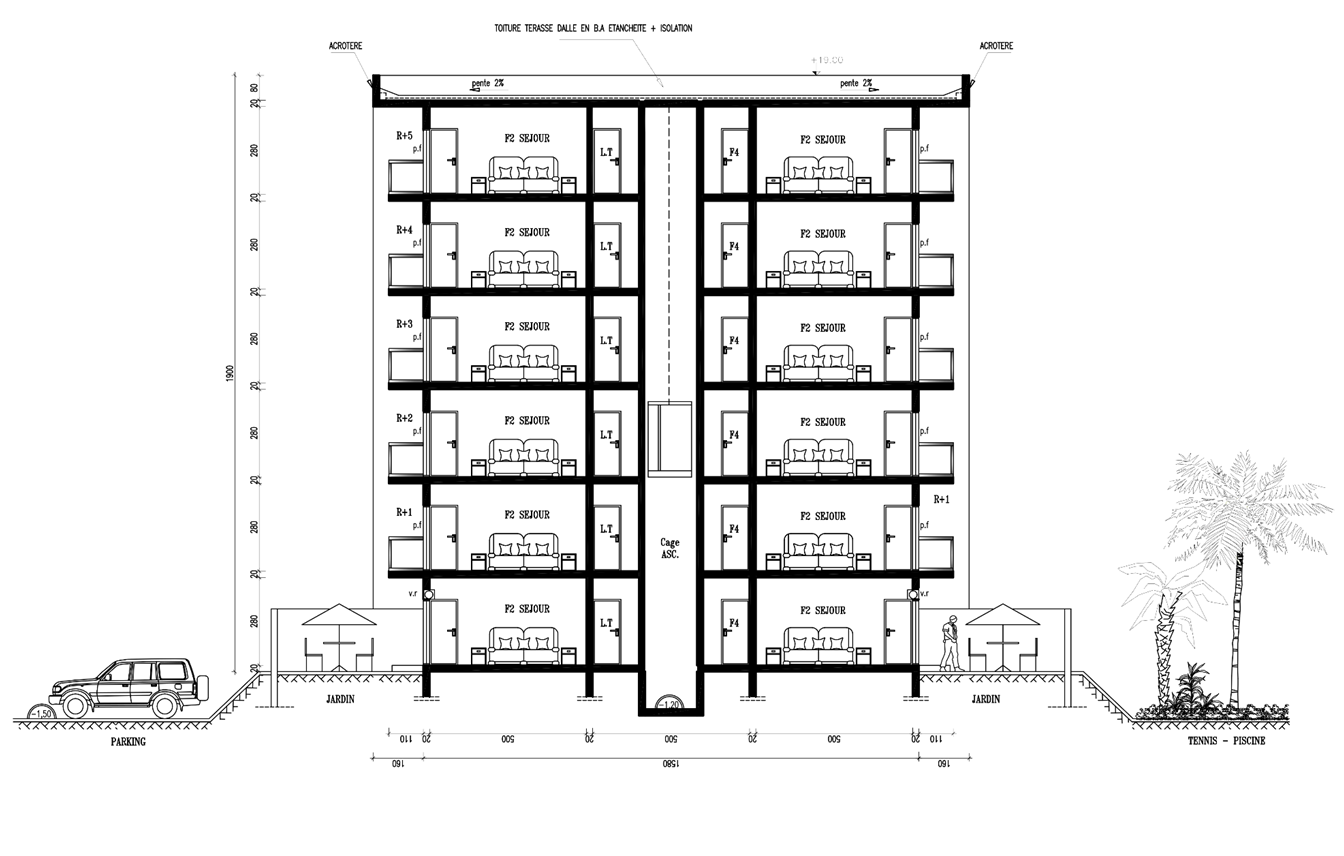 TOITURE TERASSE DALLE EN B.A ETANCHEITE + ISOLATION
ACROTERE
ACROTERE
+19.00
pente 2%
pente 2%
80
20
R+5
p.f
F2 SEJOUR
L.T
F4
F2 SEJOUR
p.f
280
20
R+4
p.f
F2 SEJOUR
L.T
F4
F2 SEJOUR
p.f
280
20
R+3
p.f
F2 SEJOUR
L.T
F4
F2 SEJOUR
p.f
280
1900
20
R+2
p.f
F2 SEJOUR
L.T
F4
F2 SEJOUR
p.f
280
20
R+1
p.f
F2 SEJOUR
L.T
Cage
ASC.
F4
F2 SEJOUR
R+1
p.f
280
20
v.r
F2 SEJOUR
L.T
F4
F2 SEJOUR
v.r
280
20
JARDIN
JARDIN
-1,50
-1,20
PARKING
TENNIS - PISCINE
110
20
500
20
500
20
500
20
110
160
1580
160